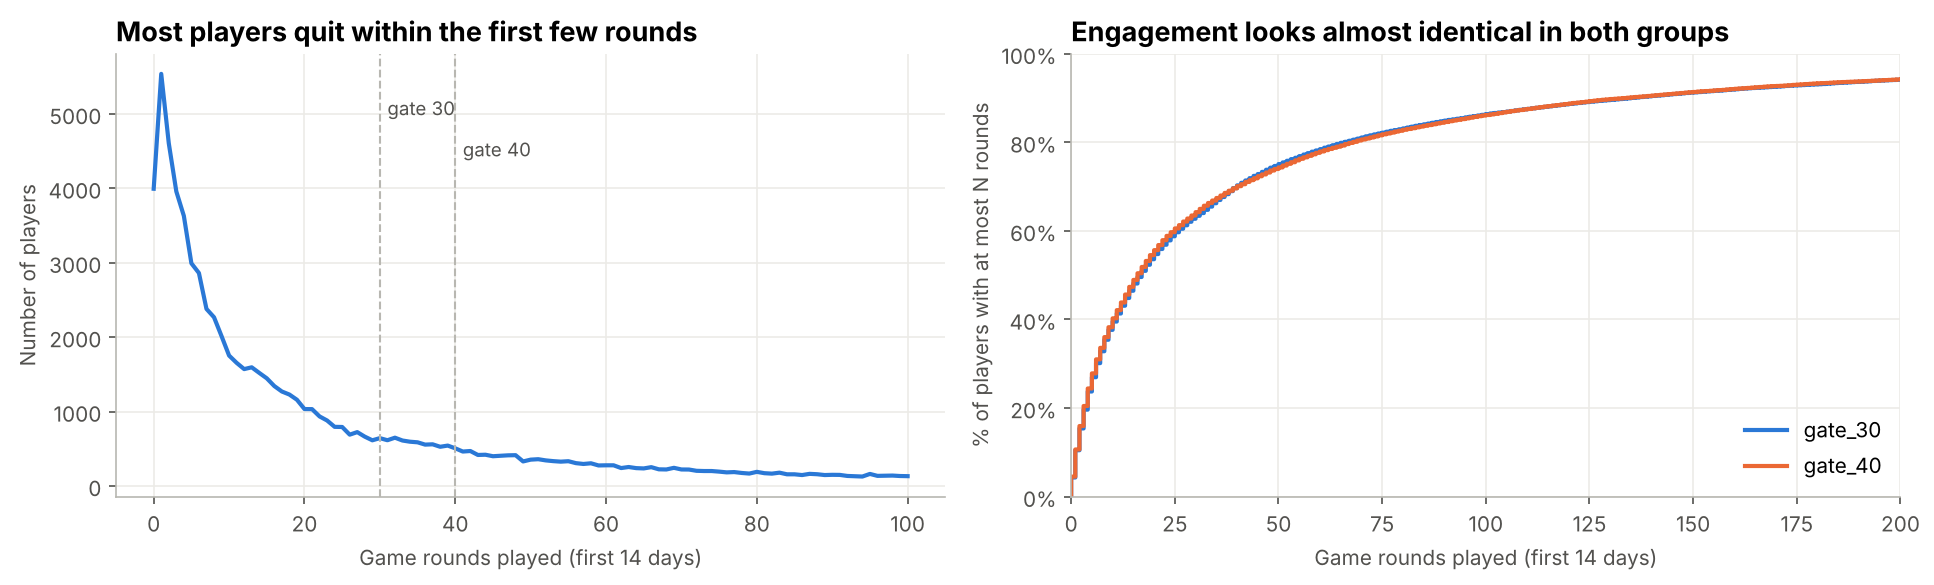 Most players quit within the first few rounds
Number of players
5000
4000
3000
2000
1000
0
gate 30
gate 40
0 20 40 60 80 100
Game rounds played (first 14 days)
Engagement looks almost identical in both groups
% of players with at most N rounds
100%
80%
60%
40%
20%
0%
gate_30
gate_40
0 25 50 75 100 125 150 175 200
Game rounds played (first 14 days)